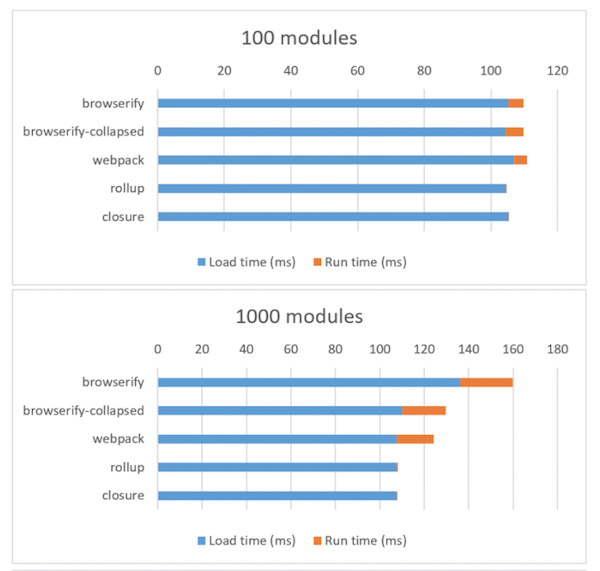 100 modules
0 20 40 60 80 100 120
browserify
browserify-collapsed
webpack
rollup
closure
Load time (ms) Run time (ms)
1000 modules
0 20 40 60 80 100 120 140 160 180
browserify
browserify-collapsed
webpack
rollup
closure
Load time (ms) Run time (ms)